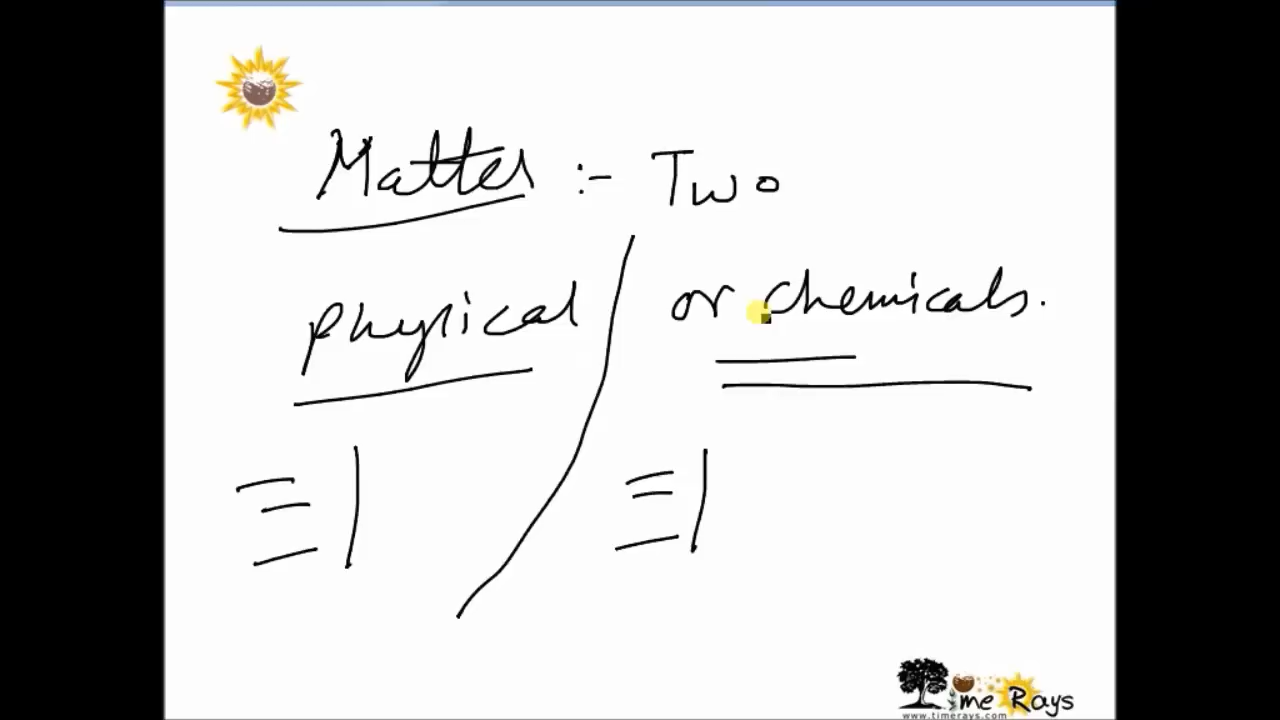 Matter :- Two
physical / or chemicals.
Time Rays
www.timerays.com